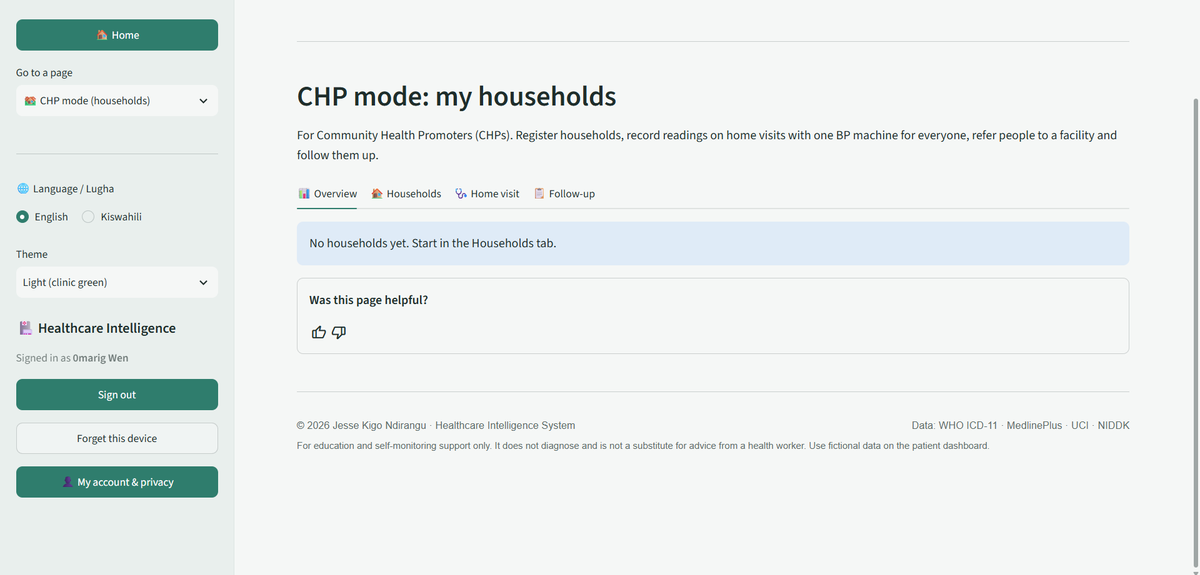 Home
Go to a page
CHP mode (households)
Language / Lugha
English Kiswahili
Theme
Light (clinic green)
Healthcare Intelligence
Signed in as 0marig Wen
Sign out
Forget this device
My account & privacy
CHP mode: my households
For Community Health Promoters (CHPs). Register households, record readings on home visits with one BP machine for everyone, refer people to a facility and
follow them up.
Overview Households Home visit Follow-up
No households yet. Start in the Households tab.
Was this page helpful?
© 2026 Jesse Kigo Ndirangu · Healthcare Intelligence System Data: WHO ICD-11 · MedlinePlus · UCI · NIDDK
For education and self-monitoring support only. It does not diagnose and is not a substitute for advice from a health worker. Use fictional data on the patient dashboard.